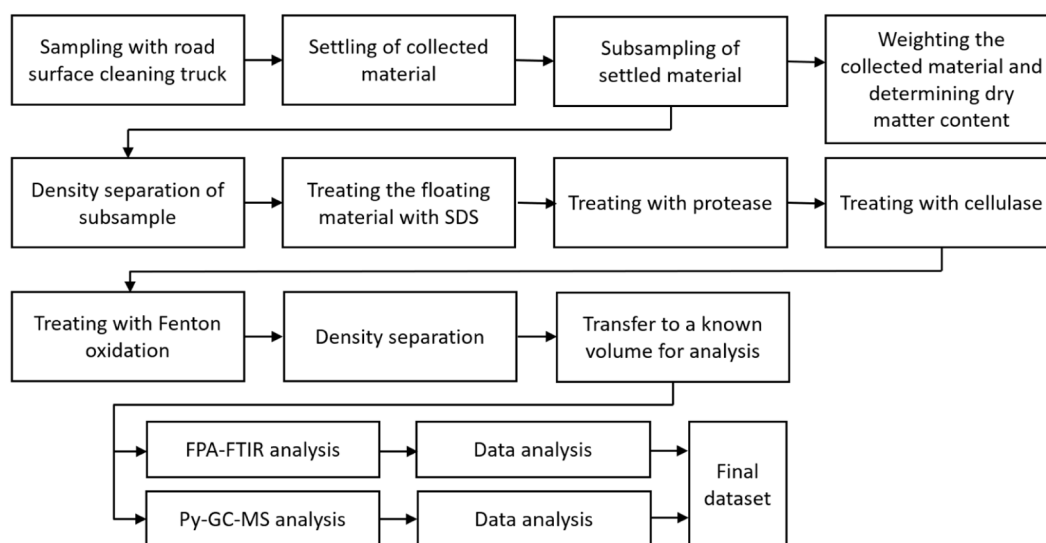 Sampling with road
surface cleaning truck
Settling of collected
material
Subsampling of
settled material
Weighting the
collected material and
determining dry
matter content
Density separation of
subsample
Treating the floating
material with SDS
Treating with protease
Treating with cellulase
Treating with Fenton
oxidation
Density separation
Transfer to a known
volume for analysis
FPA-FTIR analysis
Data analysis
Py-GC-MS analysis
Data analysis
Final
dataset